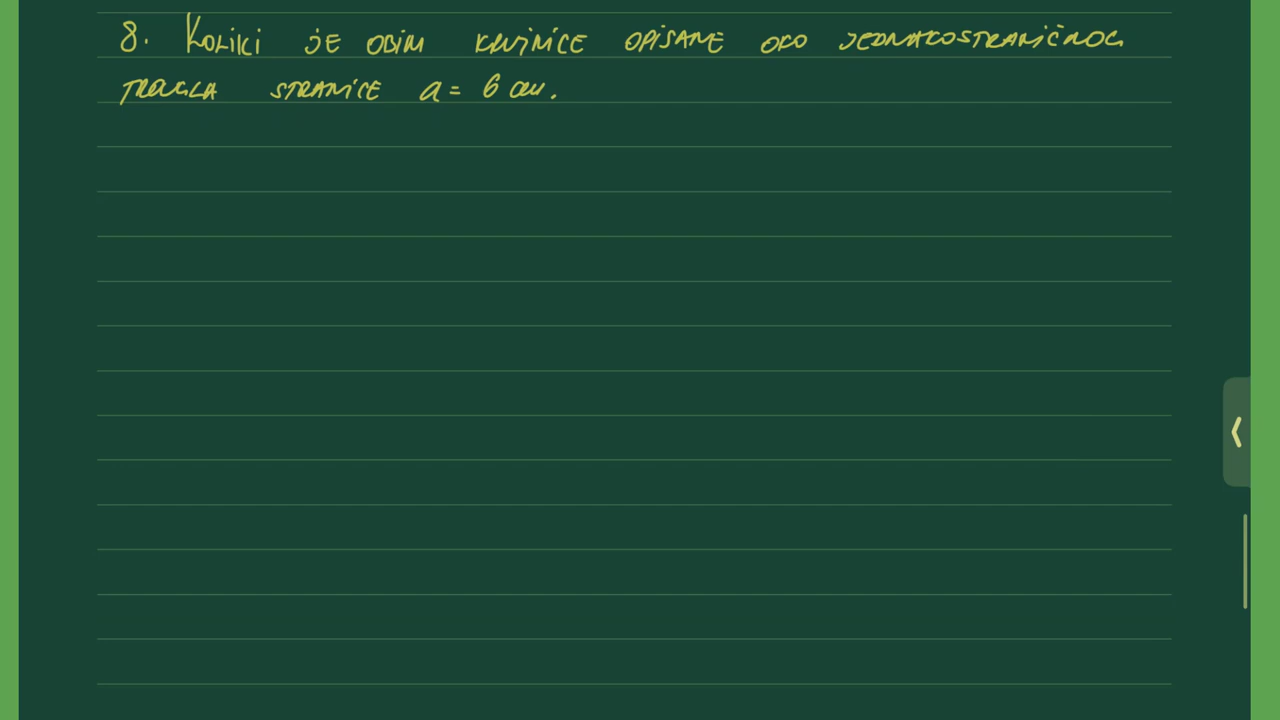 8. Koliki je obim kružnice opisane oko jednakostraničnog
trougla stranice a = 6 cm.